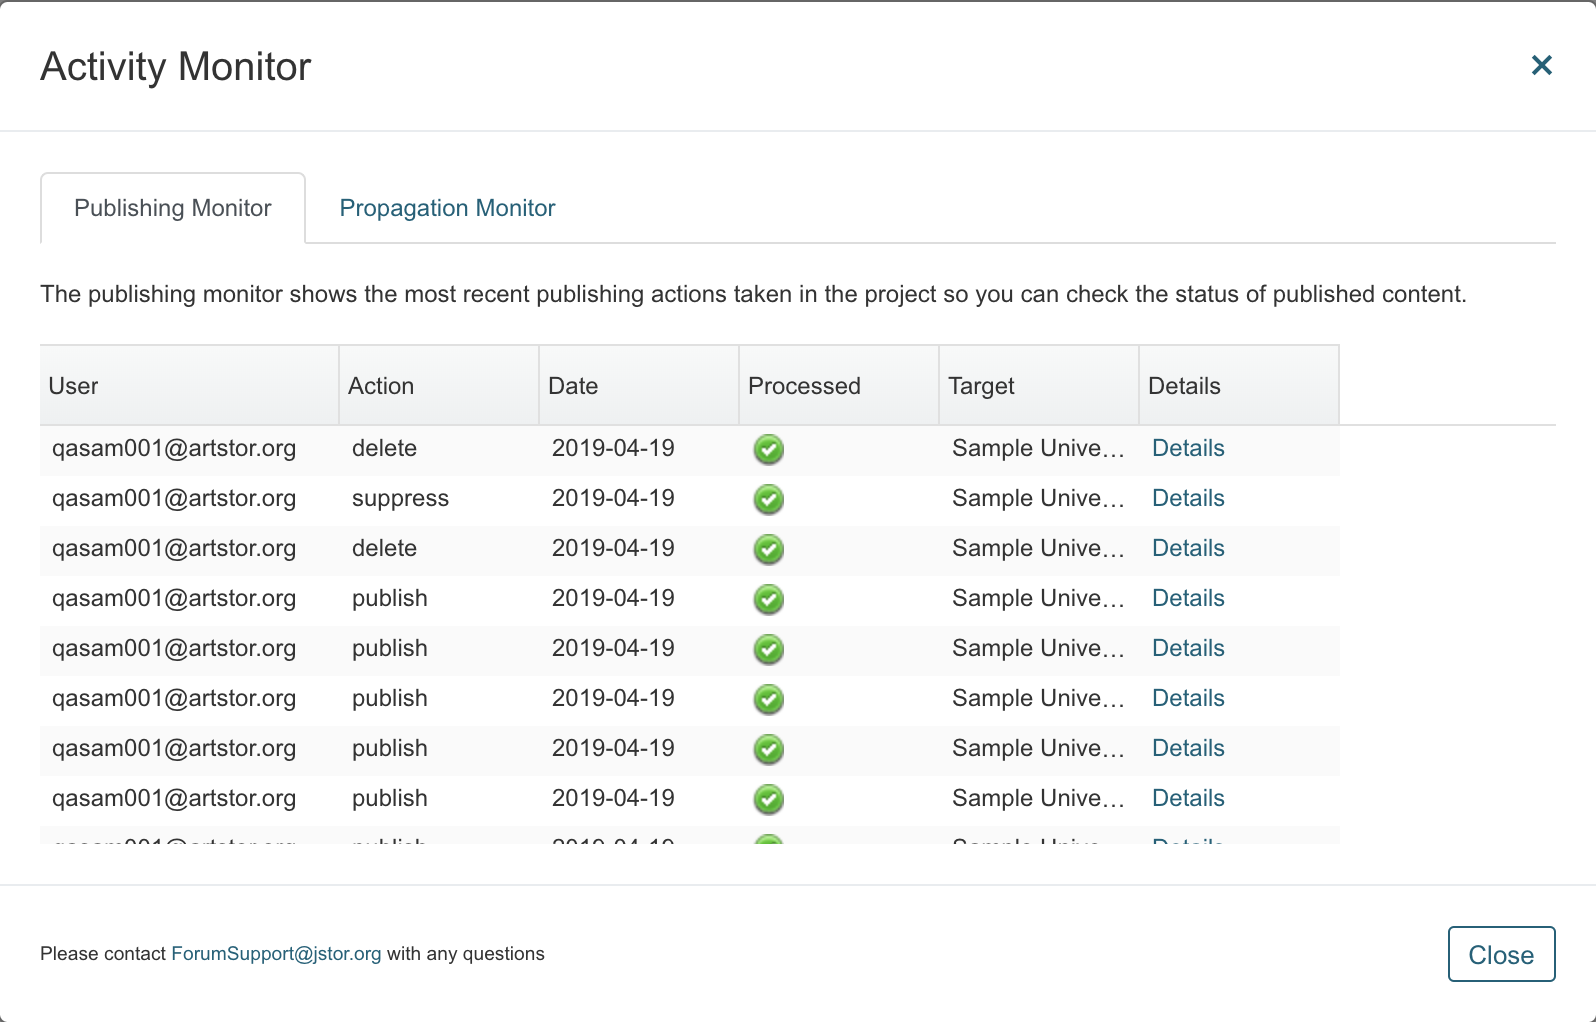 Activity Monitor
Publishing Monitor Propagation Monitor
The publishing monitor shows the most recent publishing actions taken in the project so you can check the status of published content.
User Action Date Processed Target Details
qasam001@artstor.org delete 2019-04-19 Sample Unive... Details
qasam001@artstor.org suppress 2019-04-19 Sample Unive... Details
qasam001@artstor.org delete 2019-04-19 Sample Unive... Details
qasam001@artstor.org publish 2019-04-19 Sample Unive... Details
qasam001@artstor.org publish 2019-04-19 Sample Unive... Details
qasam001@artstor.org publish 2019-04-19 Sample Unive... Details
qasam001@artstor.org publish 2019-04-19 Sample Unive... Details
qasam001@artstor.org publish 2019-04-19 Sample Unive... Details
Please contact ForumSupport@jstor.org with any questions
Close